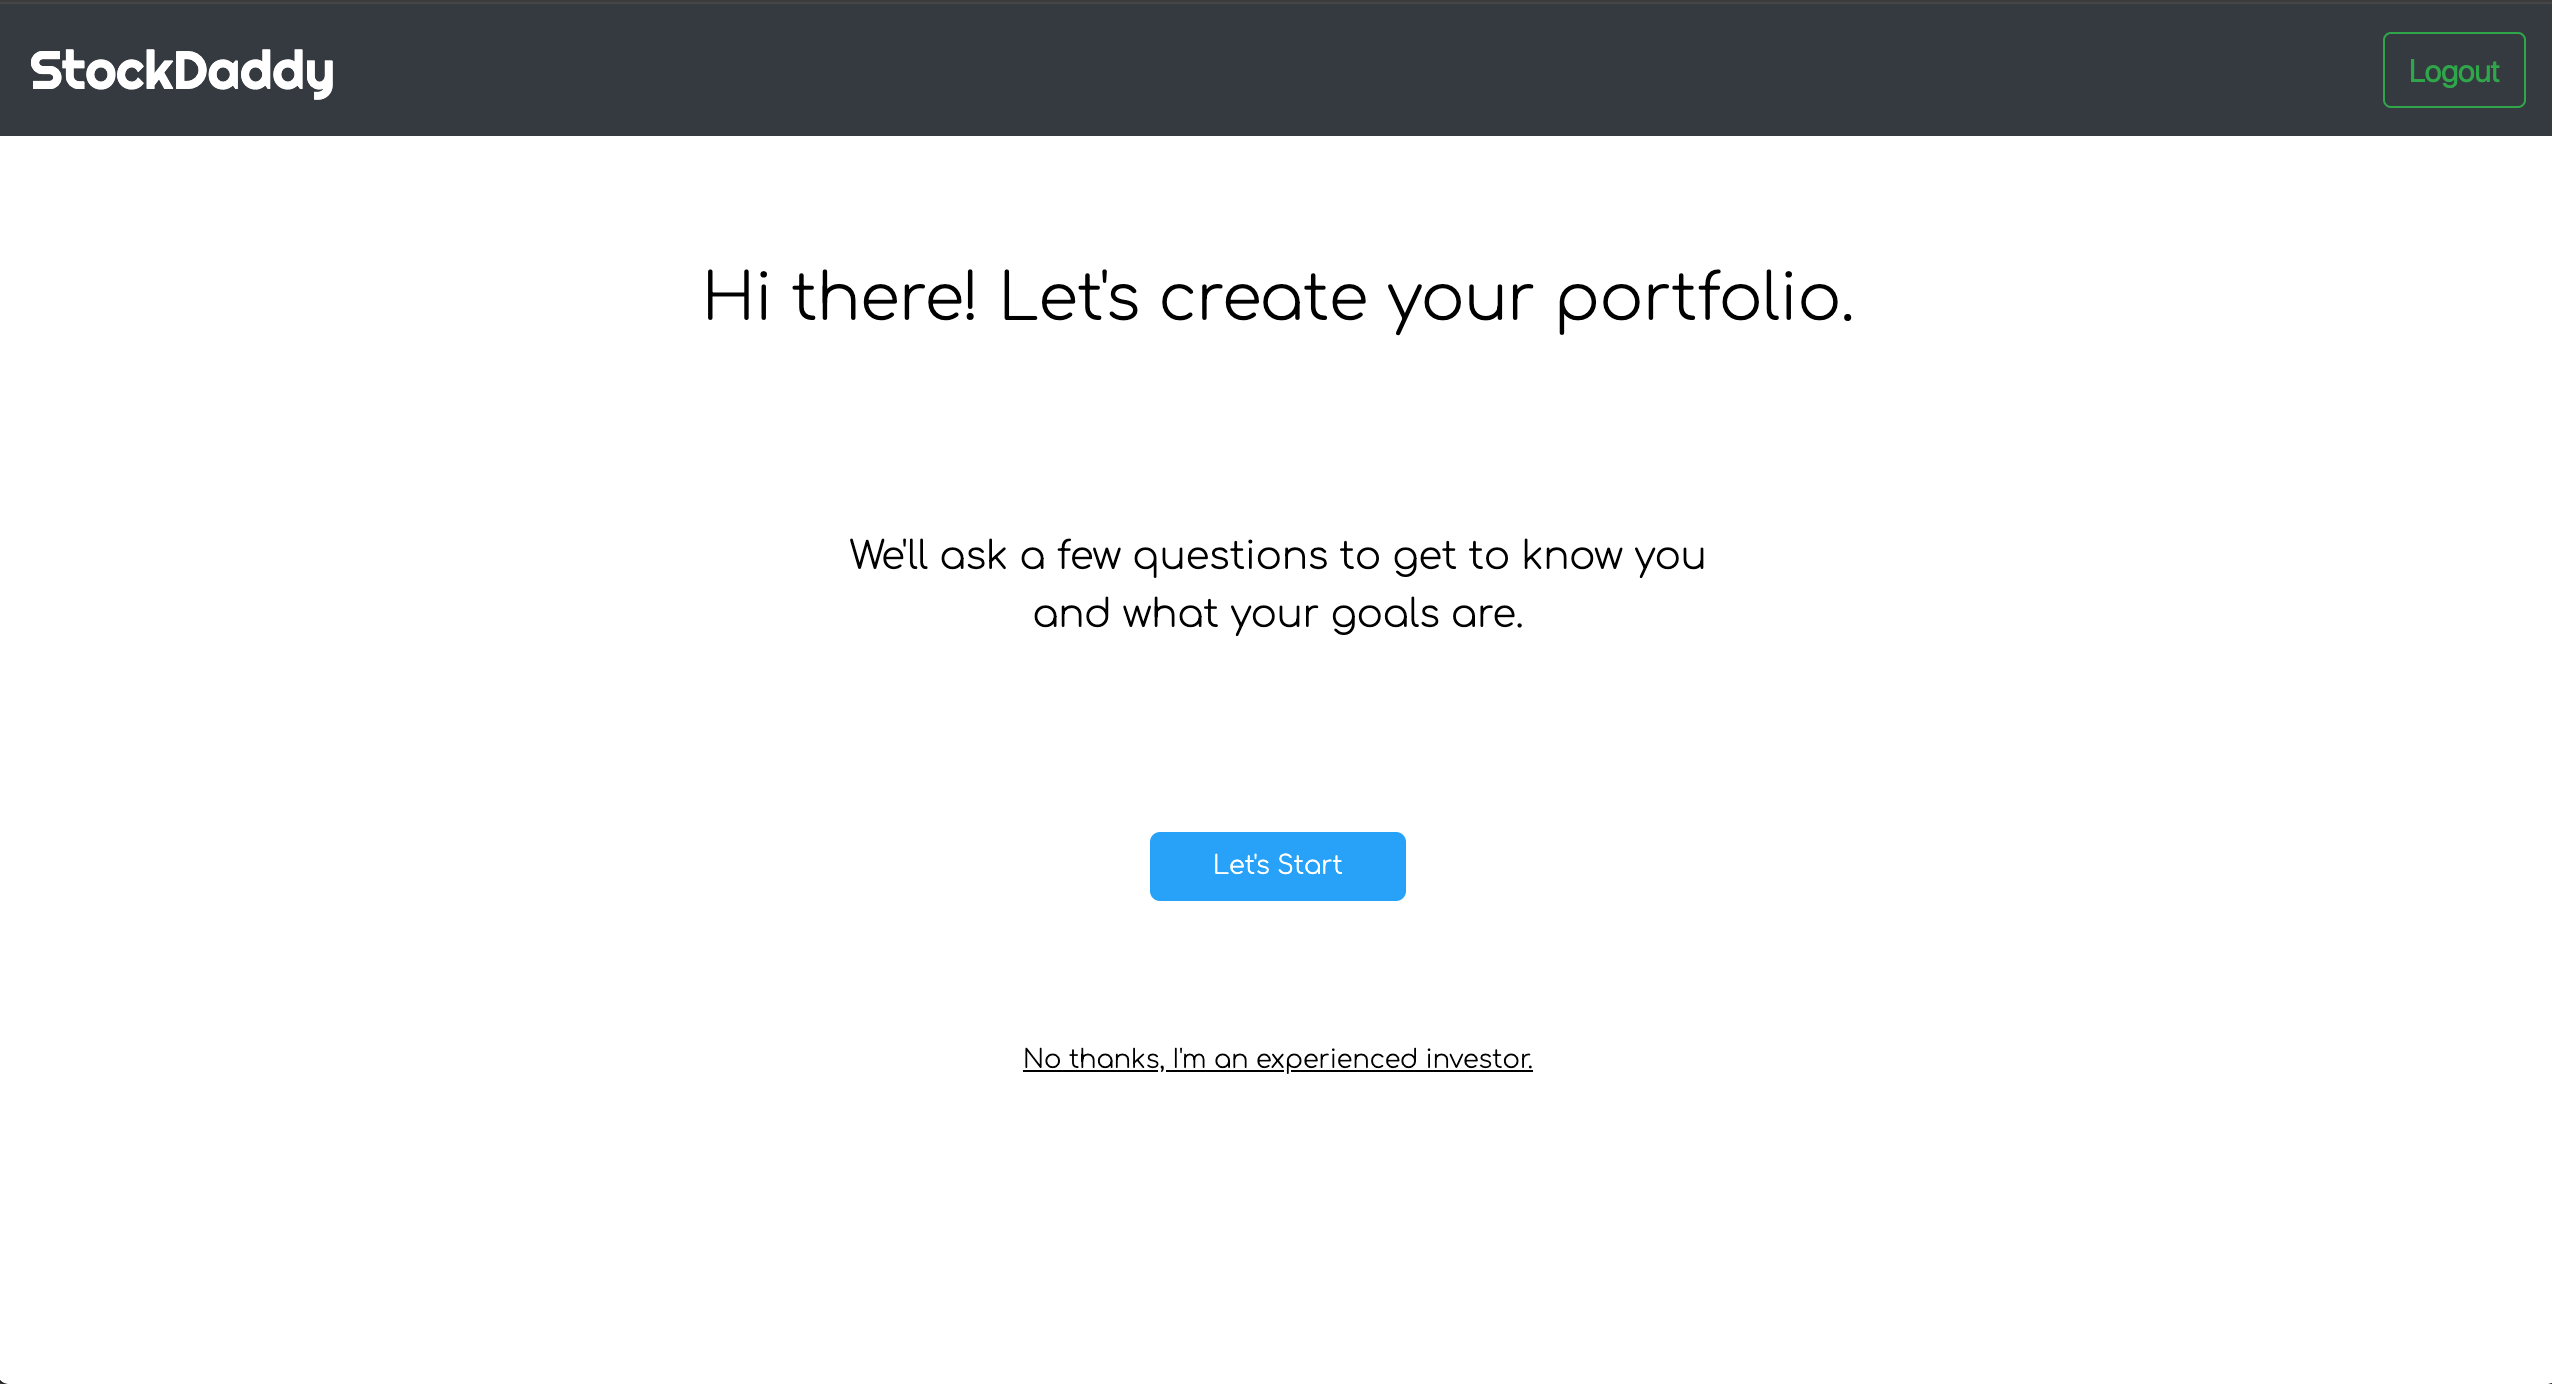 StockDaddy
Logout
Hi there! Let's create your portfolio.
We'll ask a few questions to get to know you
and what your goals are.
Let's Start
No thanks, I'm an experienced investor.